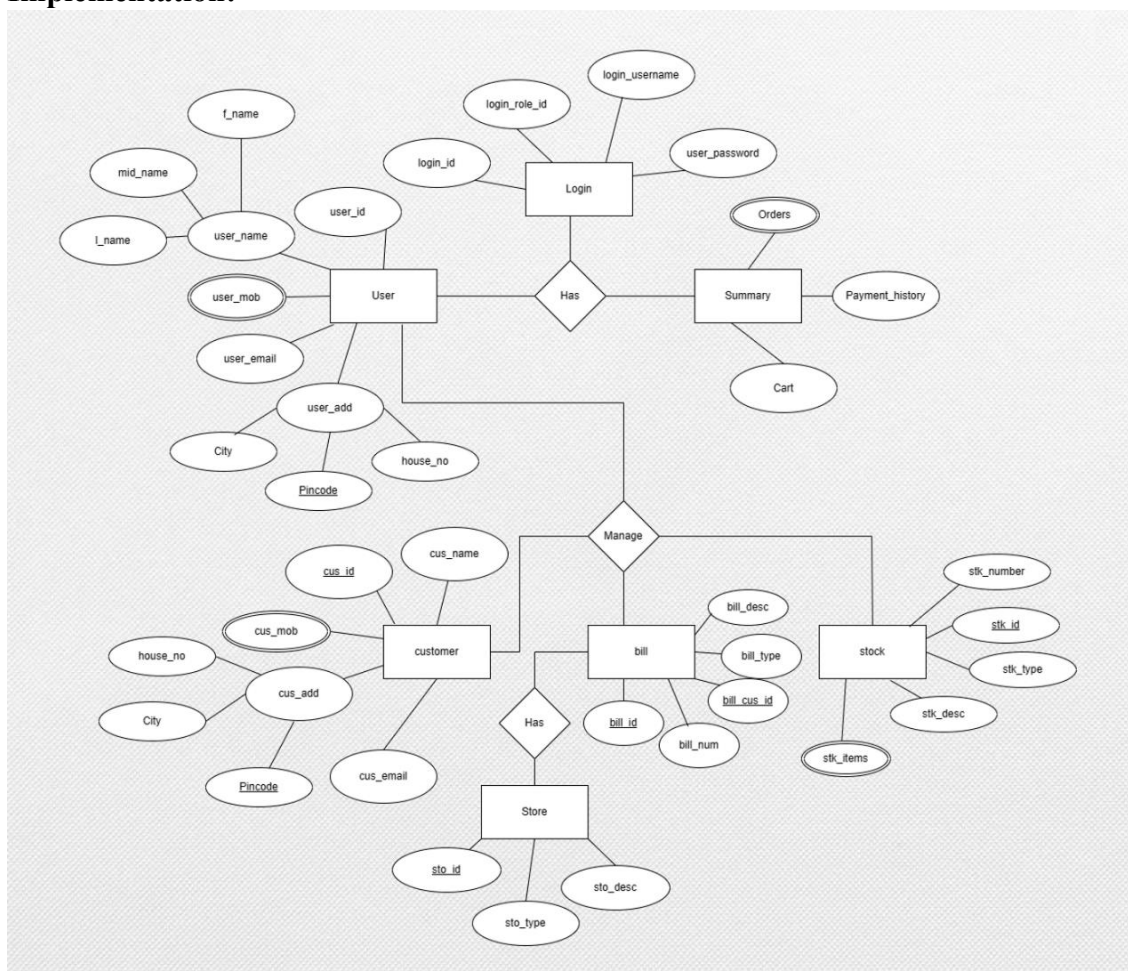 Implementation:
login_username
f_name
login_role_id
login_id
user_password
mid_name
Login
user_id
Orders
l_name
user_name
user_mob
User
Has
Summary
Payment_history
user_email
Cart
user_add
City
house_no
Pincode
Manage
cus_name
cus_id
stk_number
bill_desc
stk_id
cus_mob
house_no
customer
bill
bill_type
stock
stk_type
cus_add
bill_cus_id
City
stk_desc
Has
bill_id
bill_num
stk_items
cus_email
Pincode
Store
sto_id
sto_desc
sto_type